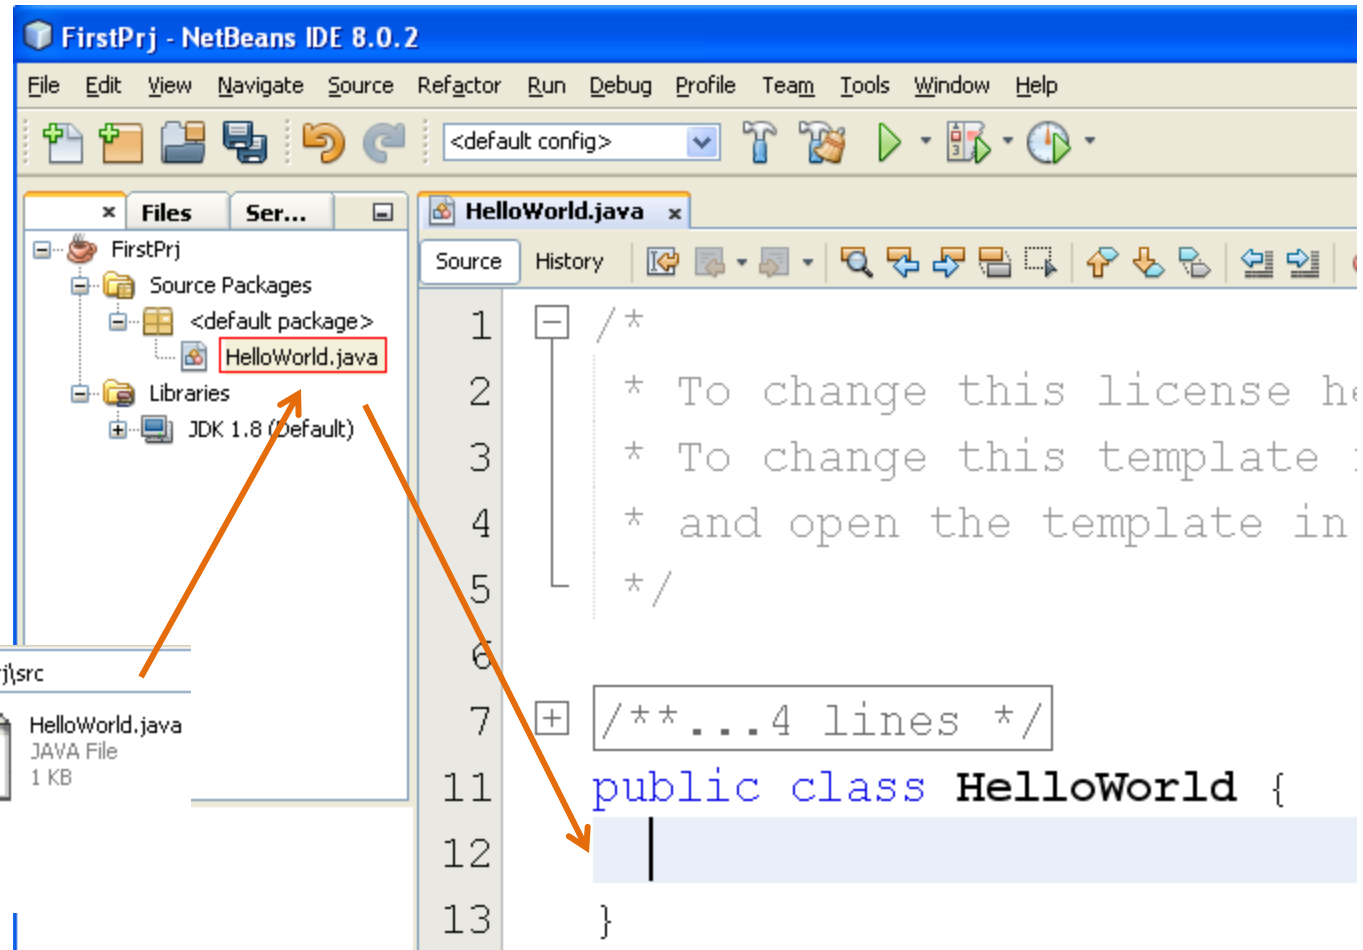 FirstPrj - NetBeans IDE 8.0.2
File Edit View Navigate Source Refactor Run Debug Profile Team Tools Window Help
<default config>
Files Ser...
HelloWorld.java
FirstPrj
Source Packages
<default package>
HelloWorld.java
Libraries
JDK 1.8 (Default)
Source History
1 /*
2 * To change this license he
3 * To change this template
4 * and open the template in
5 */
6
7 /**...4 lines */
11 public class HelloWorld {
12
13 }
j\src
HelloWorld.java
JAVA File
1 KB